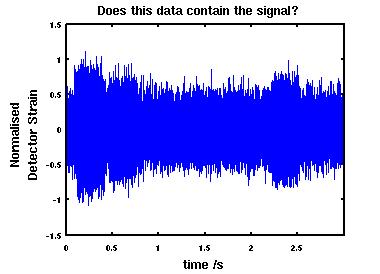 Does this data contain the signal?
1.5
1
0.5
0
-0.5
-1
-1.5
Normalised
Detector Strain
0 0.5 1 1.5 2 2.5
time /s